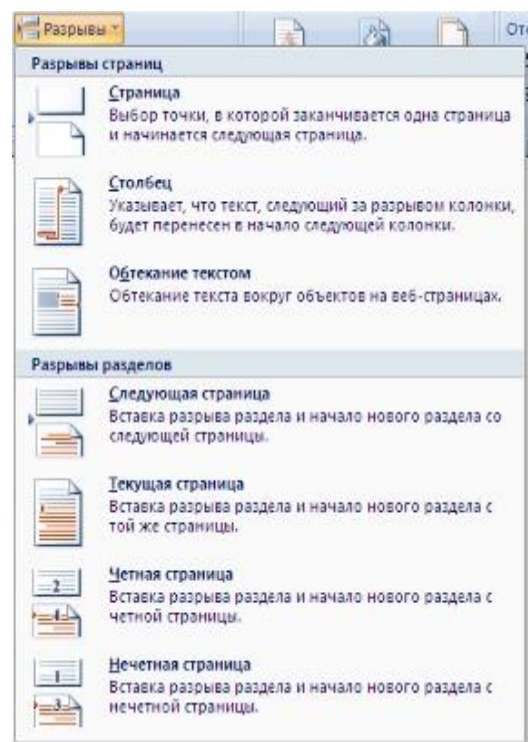 Разрывы
Разрывы страниц
Страница
Выбор точки, в которой заканчивается одна страница
и начинается следующая страница.
Столбец
Указывает, что текст, следующий за разрывом колонки,
будет перенесен в начало следующей колонки.
Обтекание текстом
Обтекание текста вокруг объектов на веб-страницах.
Разрывы разделов
Следующая страница
Вставка разрыва раздела и начало нового раздела со
следующей страницы.
Текущая страница
Вставка разрыва раздела и начало нового раздела с
той же страницы.
2
4
Четная страница
Вставка разрыва раздела и начало нового раздела с
четной страницы.
1
3
Нечетная страница
Вставка разрыва раздела и начало нового раздела с
нечетной страницы.